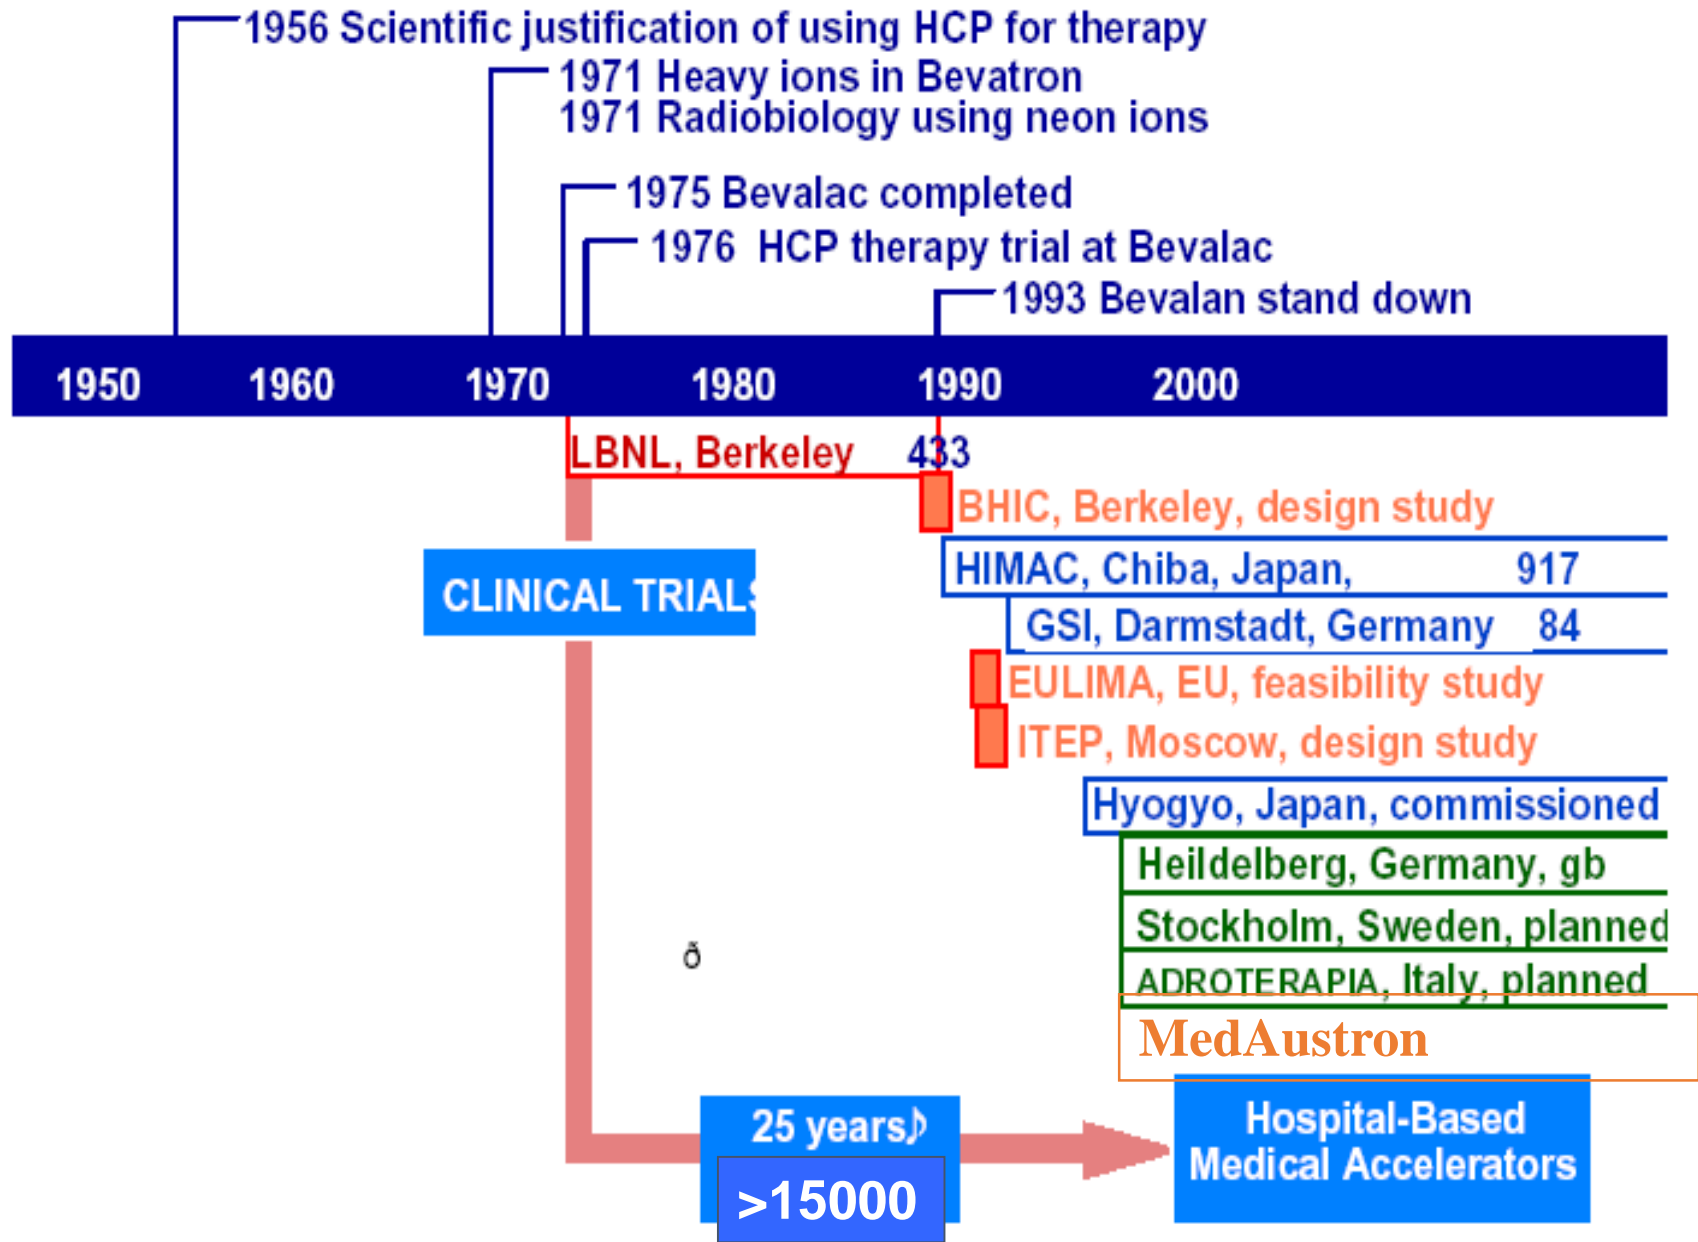 1956 Scientific justification of using HCP for therapy
1971 Heavy ions in Bevatron
1971 Radiobiology using neon ions
1975 Bevalac completed
1976 HCP therapy trial at Bevalac
1993 Bevalan stand down
1950 1960 1970 1980 1990 2000
LBNL, Berkeley 433
BHIC, Berkeley, design study
HIMAC, Chiba, Japan, 917
CLINICAL TRIALS
GSI, Darmstadt, Germany 84
EULIMA, EU, feasibility study
ITEP, Moscow, design study
Hyogyo, Japan, commissioned
Heildelberg, Germany, gb
Stockholm, Sweden, planned
ð
ADROTERAPIA, Italy, planned
MedAustron
25 years♪
>15000
Hospital-Based
Medical Accelerators